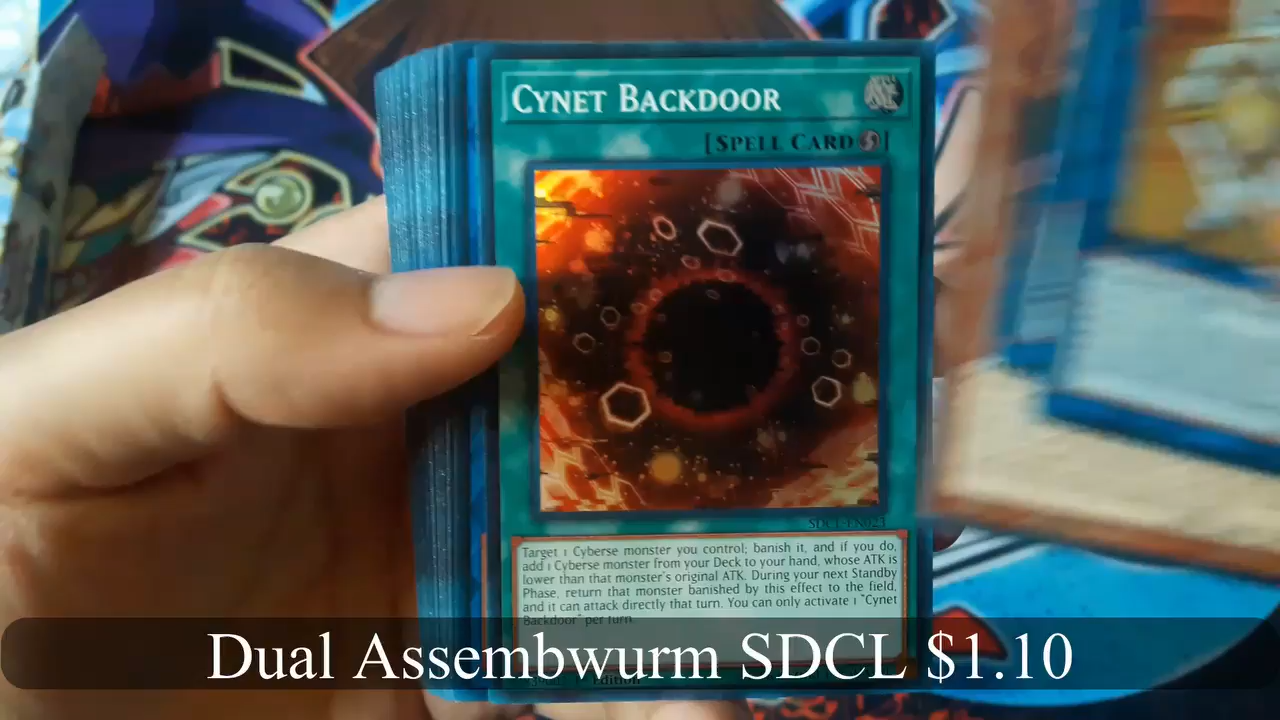 CYNET BACKDOOR
[SPELL CARD]
SDCL-EN023
Target 1 Cyberse monster you control; banish it, and if you do,
add 1 Cyberse monster from your Deck to your hand, whose ATK is
lower than that monster's original ATK. During your next Standby
Phase, return that monster banished by this effect to the field,
and it can attack directly that turn. You can only activate 1 "Cynet
Backdoor" per turn.
Dual Assembwurm SDCL $1.10
Edition